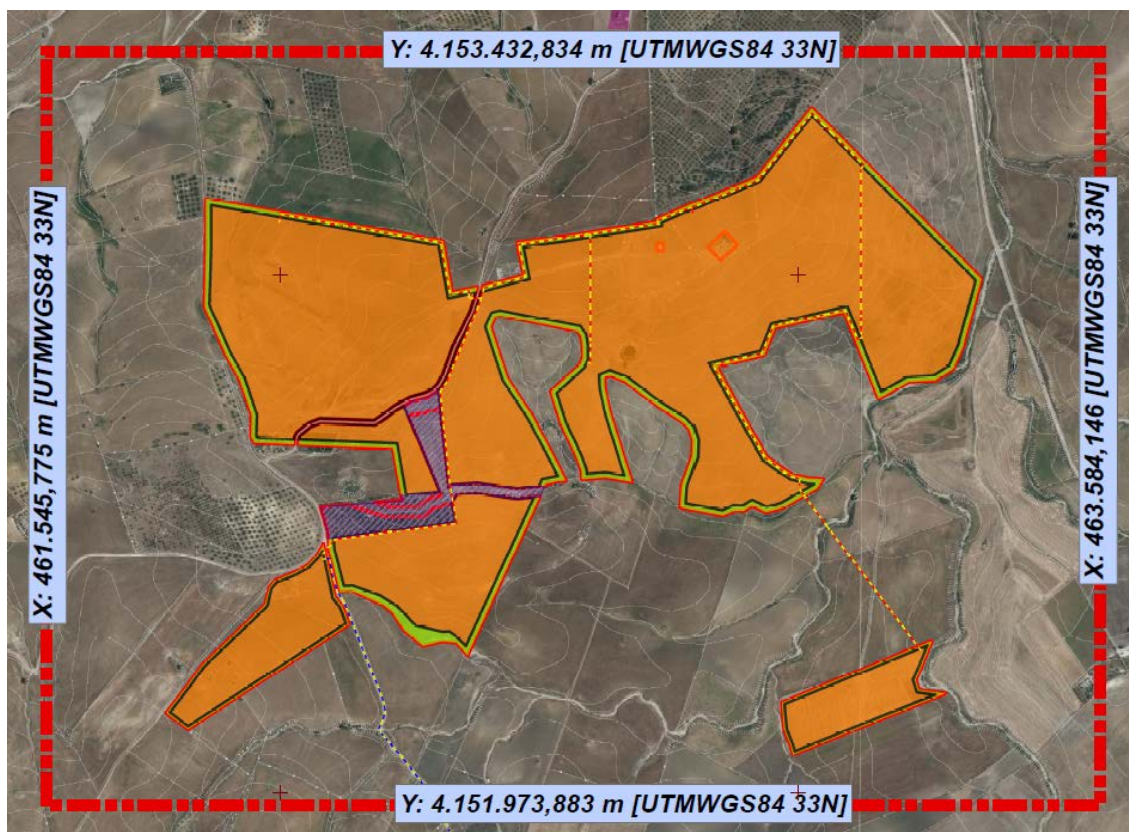 Y: 4.153.432,834 m [UTMWGS84 33N]
X: 461.545,775 m [UTMWGS84 33N]
X: 463.584,146 [UTMWGS84 33N]
Y: 4.151.973,883 m [UTMWGS84 33N]